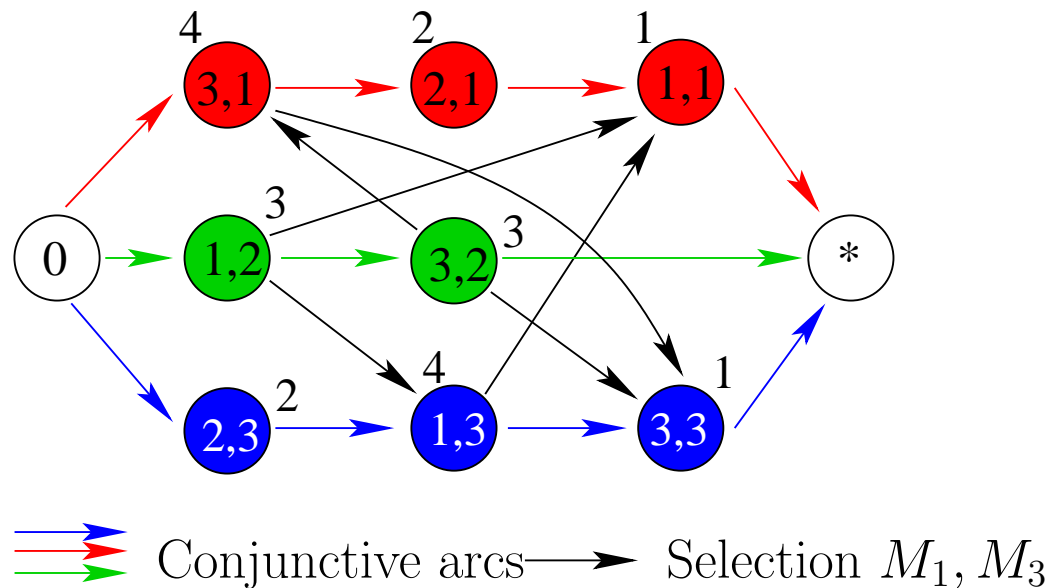 4 2 1
3,1 2,1 1,1
3 3
0 1,2 3,2 *
2 4 1
2,3 1,3 3,3
Conjunctive arcs Selection M₁, M₃